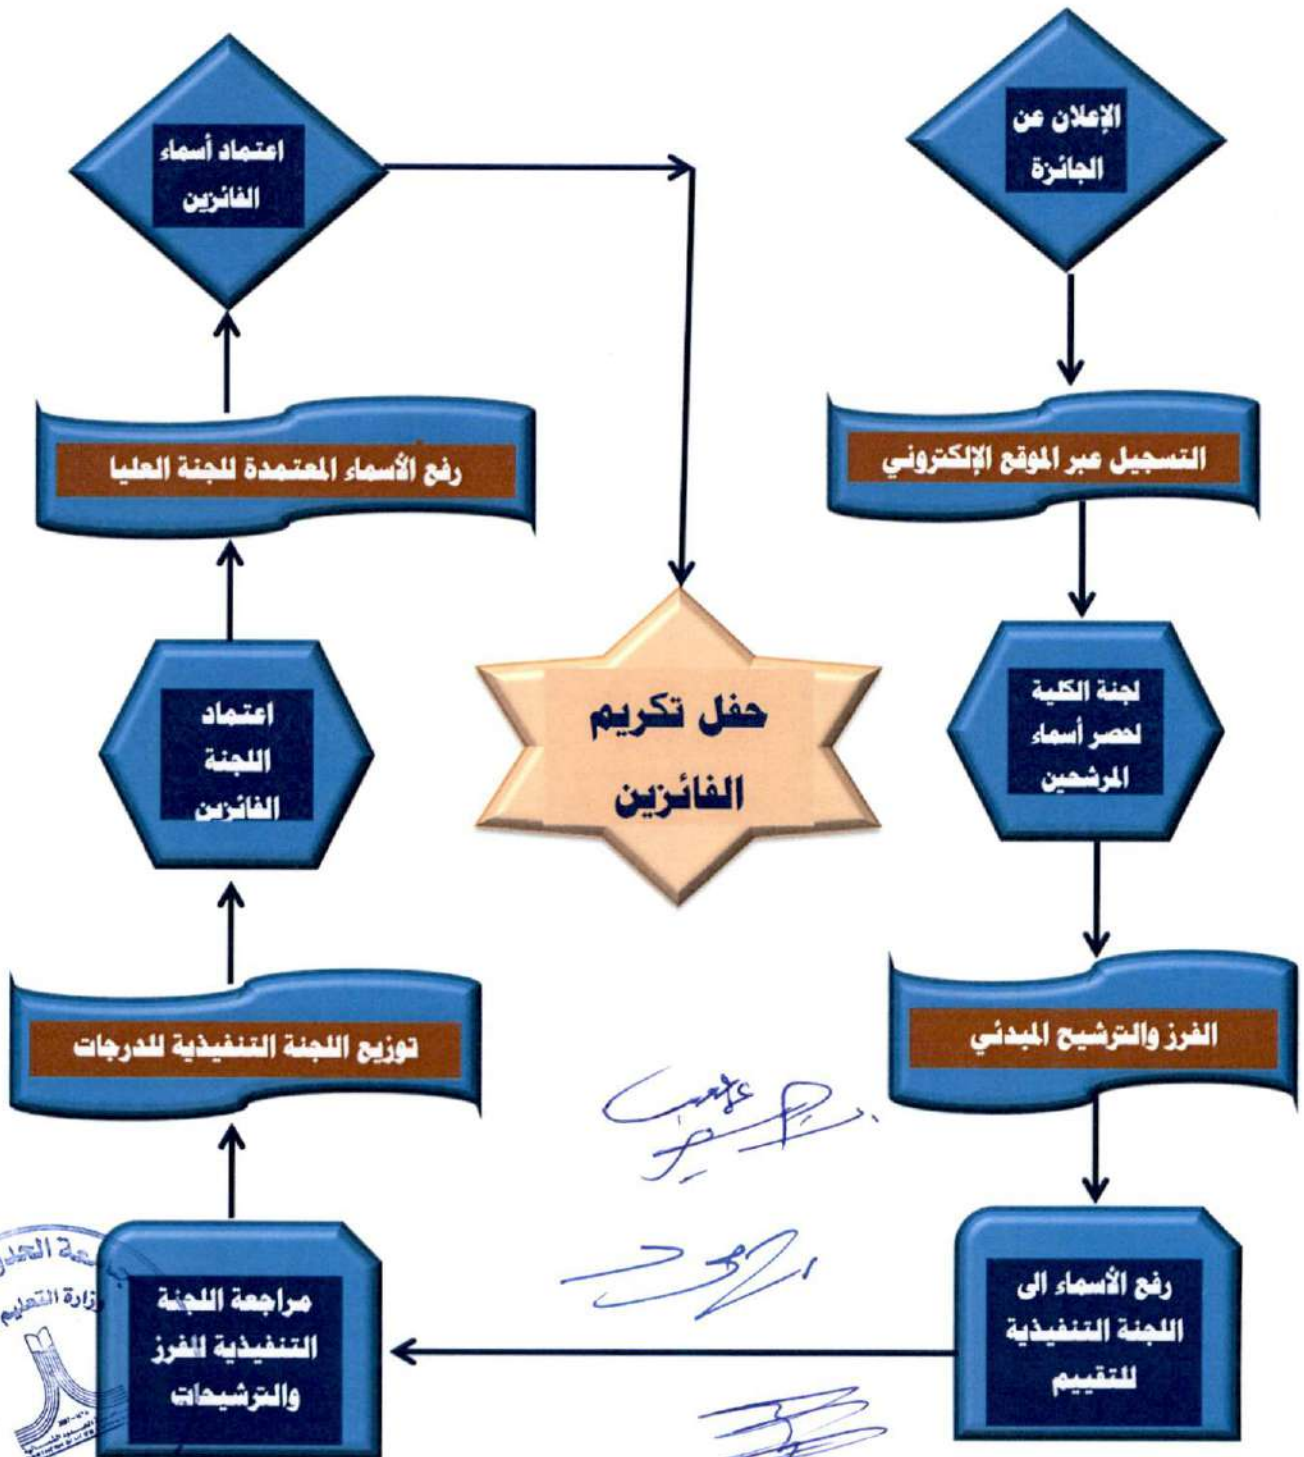 الإعلان عن
الجائزة
التسجيل عبر الموقع الإلكتروني
لجنة الكلية
لحصر أسماء
المرشحين
الفرز والترشيح المبدئي
رفع الأسماء الى
اللجنة التنفيذية
للتقييم
مراجعة اللجنة
التنفيذية للفرز
والترشيحات
توزيع اللجنة التنفيذية للدرجات
اعتماد
اللجنة
الفائزين
رفع الأسماء المعتمدة للجنة العليا
اعتماد أسماء
الفائزين
حفل تكريم
الفائزين
وزارة التعليم